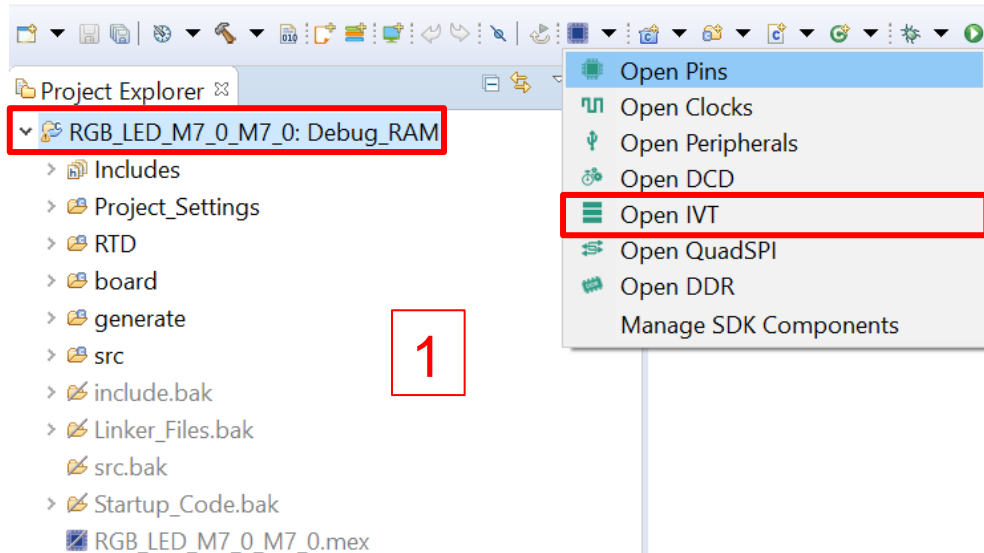 Project Explorer
RGB_LED_M7_0_M7_0: Debug_RAM
Includes
Project_Settings
RTD
board
generate
src
include.bak
Linker_Files.bak
src.bak
Startup_Code.bak
RGB_LED_M7_0_M7_0.mex
1
Open Pins
Open Clocks
Open Peripherals
Open DCD
Open IVT
Open QuadSPI
Open DDR
Manage SDK Components